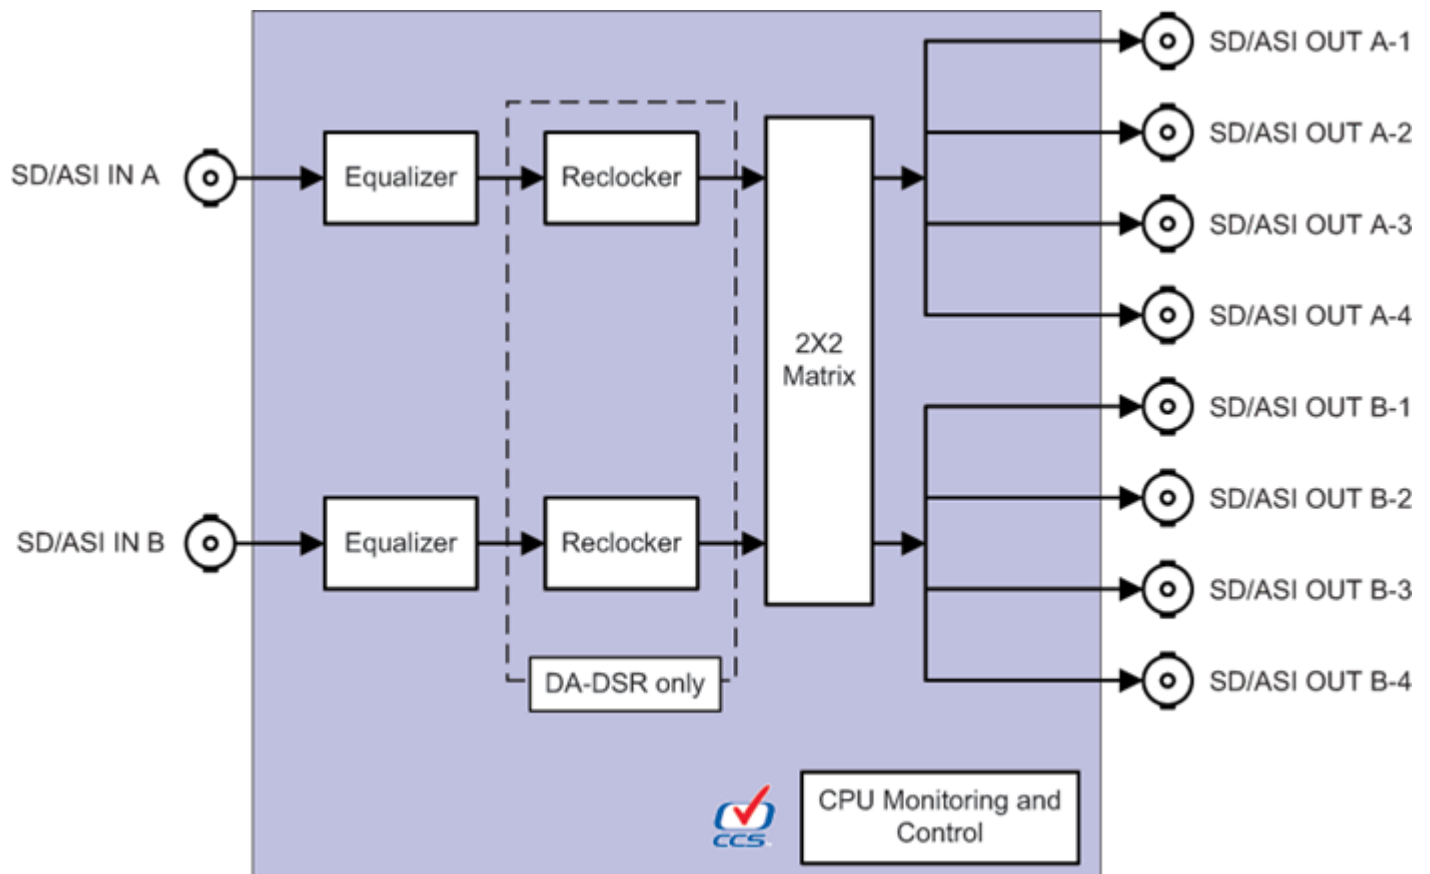 SD/ASI IN A
Equalizer
Reclocker
SD/ASI OUT A-1
SD/ASI OUT A-2
SD/ASI OUT A-3
SD/ASI OUT A-4
2X2
Matrix
SD/ASI IN B
Equalizer
Reclocker
SD/ASI OUT B-1
SD/ASI OUT B-2
SD/ASI OUT B-3
SD/ASI OUT B-4
DA-DSR only
CCS
CPU Monitoring and
Control